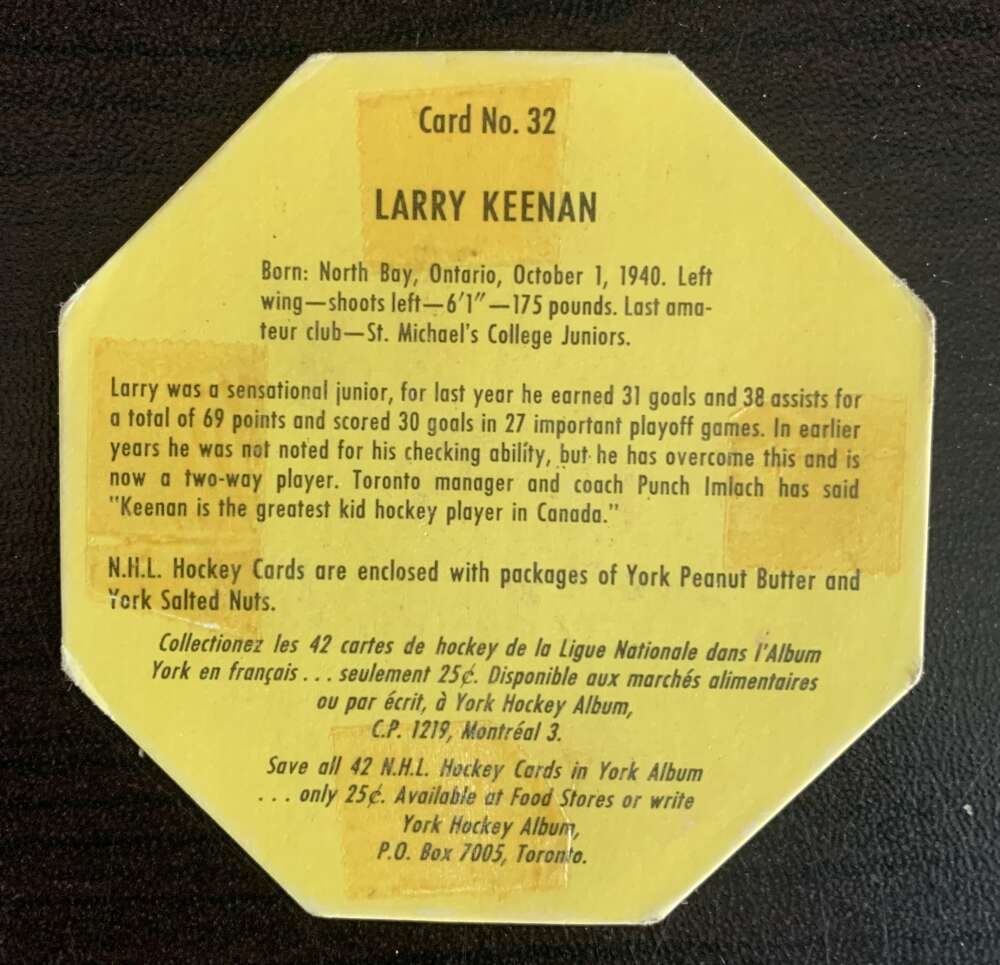 Card No. 32
LARRY KEENAN
Born: North Bay, Ontario, October 1, 1940. Left
wing—shoots left—6'1"—175 pounds. Last ama-
teur club—St. Michael's College Juniors.
Larry was a sensational junior, for last year he earned 31 goals and 38 assists for
a total of 69 points and scored 30 goals in 27 important playoff games. In earlier
years he was not noted for his checking ability, but he has overcome this and is
now a two-way player. Toronto manager and coach Punch Imlach has said
"Keenan is the greatest kid hockey player in Canada."
N.H.L. Hockey Cards are enclosed with packages of York Peanut Butter and
York Salted Nuts.
Collectionez les 42 cartes de hockey de la Ligue Nationale dans l'Album
York en français . . . seulement 25¢. Disponible aux marchés alimentaires
ou par écrit, à York Hockey Album,
C.P. 1219, Montréal 3.
Save all 42 N.H.L. Hockey Cards in York Album
. . . only 25¢. Available at Food Stores or write
York Hockey Album,
P.O. Box 7005, Toronto.